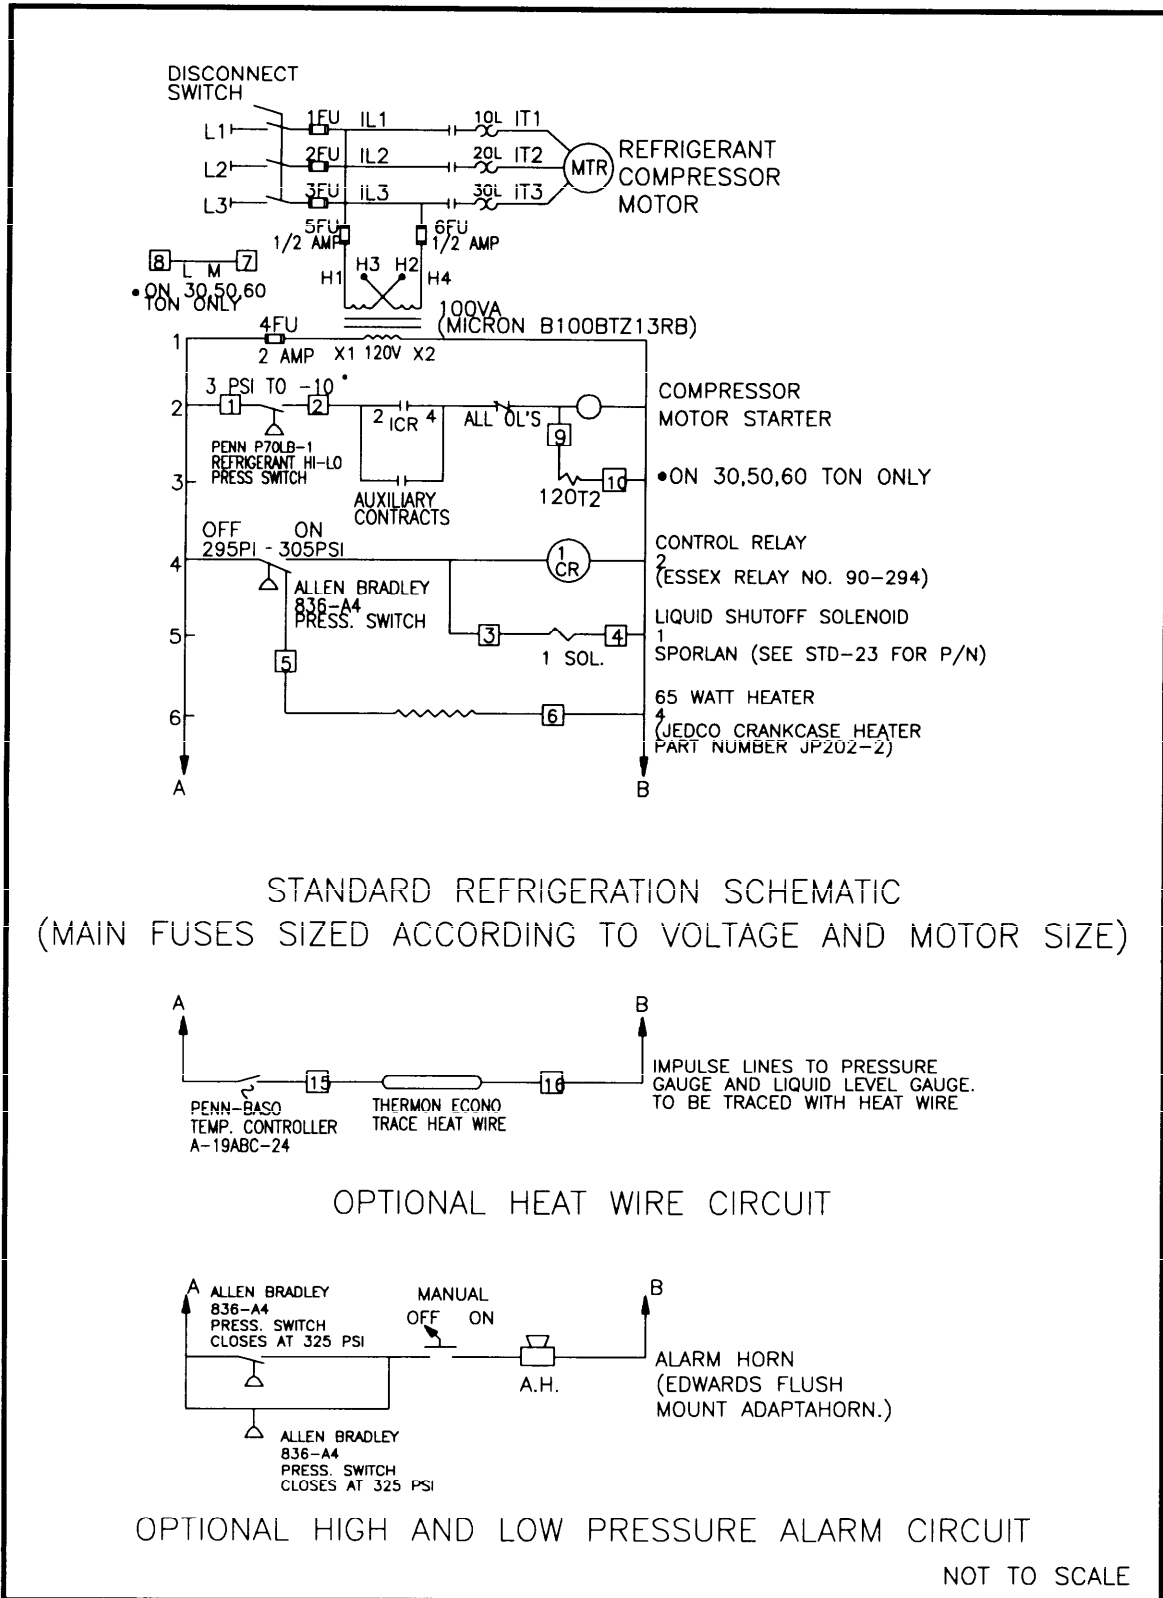 DISCONNECT
SWITCH
L1 1FU IL1 10L IT1
L2 2FU IL2 20L IT2
L3 3FU IL3 30L IT3
MTR
REFRIGERANT
COMPRESSOR
MOTOR
5FU
1/2 AMP
6FU
1/2 AMP
8 L M 7
•ON 30,50,60
TON ONLY
H1 H3 H2 H4
100VA
(MICRON B100BTZ13RB)
1 4FU
2 AMP X1 120V X2
3 PSI TO -10 •
2 1 2
2 ICR 4
ALL OL'S
COMPRESSOR
MOTOR STARTER
PENN P70LB-1
REFRIGERANT HI-LO
PRESS SWITCH
9
3
AUXILIARY
CONTRACTS
120T2
10
•ON 30,50,60 TON ONLY
OFF ON
295PI - 305PSI
4
1
CR
CONTROL RELAY
2
(ESSEX RELAY NO. 90-294)
ALLEN BRADLEY
836-A4
PRESS. SWITCH
5
3
1 SOL.
4
LIQUID SHUTOFF SOLENOID
1
SPORLAN (SEE STD-23 FOR P/N)
5
6
6
65 WATT HEATER
4
(JEDCO CRANKCASE HEATER
PART NUMBER JP202-2)
A B
STANDARD REFRIGERATION SCHEMATIC
(MAIN FUSES SIZED ACCORDING TO VOLTAGE AND MOTOR SIZE)
A B
15
16
PENN-BASO
TEMP. CONTROLLER
A-19ABC-24
THERMON ECONO
TRACE HEAT WIRE
IMPULSE LINES TO PRESSURE
GAUGE AND LIQUID LEVEL GAUGE.
TO BE TRACED WITH HEAT WIRE
OPTIONAL HEAT WIRE CIRCUIT
A B
ALLEN BRADLEY
836-A4
PRESS. SWITCH
CLOSES AT 325 PSI
MANUAL
OFF ON
A.H.
ALARM HORN
(EDWARDS FLUSH
MOUNT ADAPTAHORN.)
ALLEN BRADLEY
836-A4
PRESS. SWITCH
CLOSES AT 325 PSI
OPTIONAL HIGH AND LOW PRESSURE ALARM CIRCUIT
NOT TO SCALE